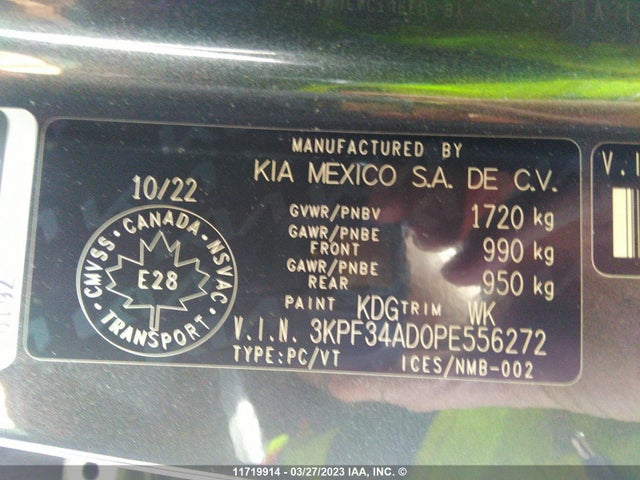 MANUFACTURED BY
KIA MEXICO S.A. DE C.V.
10/22
GVWR/PNBV 1720 kg
GAWR/PNBE FRONT 990 kg
GAWR/PNBE REAR 950 kg
CMVSS · CANADA · NSVAC
E28
TRANSPORT
PAINT KDG TRIM WK
V.I.N. 3KPF34AD0PE556272
TYPE:PC/VT ICES/NMB-002
V.I
11719914 - 03/27/2023 IAA, INC. ©